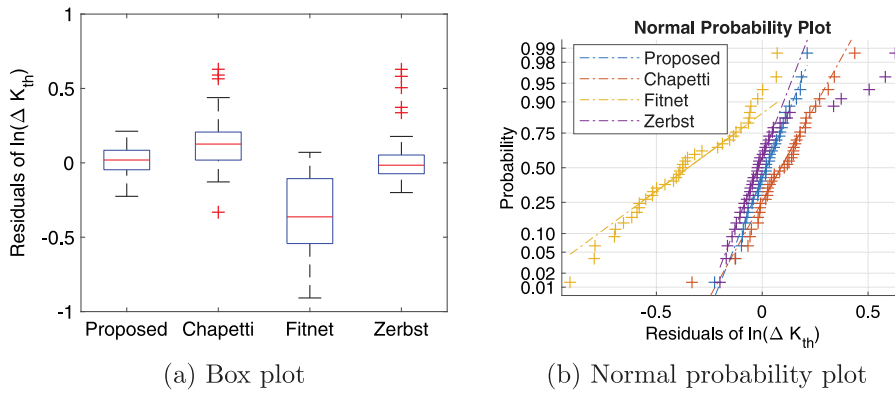 1
0.5
0
-0.5
-1
Residuals of ln(Δ K_th)
Proposed Chapetti Fitnet Zerbst
(a) Box plot
Normal Probability Plot
0.99
0.98
0.95
0.90
0.75
0.50
0.25
0.10
0.05
0.02
0.01
Probability
Proposed
Chapetti
Fitnet
Zerbst
-0.5 0 0.5
Residuals of ln(Δ K_th)
(b) Normal probability plot